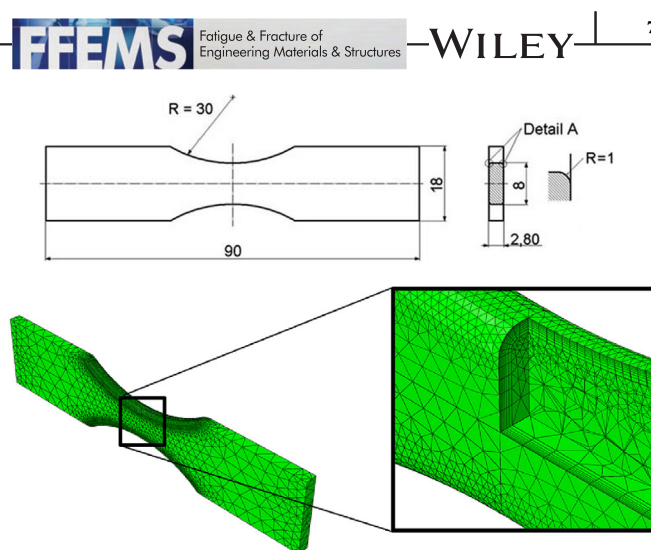 FFEMS
Fatigue & Fracture of
Engineering Materials & Structures
WILEY
R = 30
Detail A
R=1
18
8
2,80
90